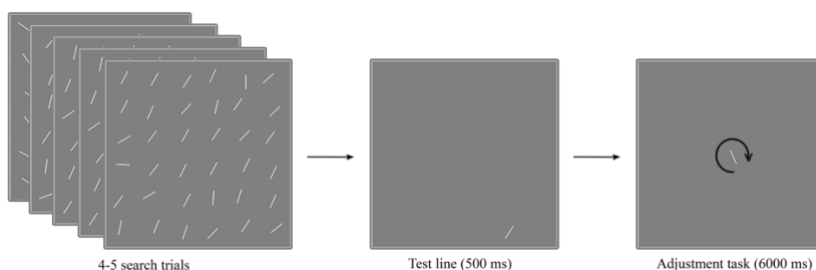 4-5 search trials
Test line (500 ms)
Adjustment task (6000 ms)